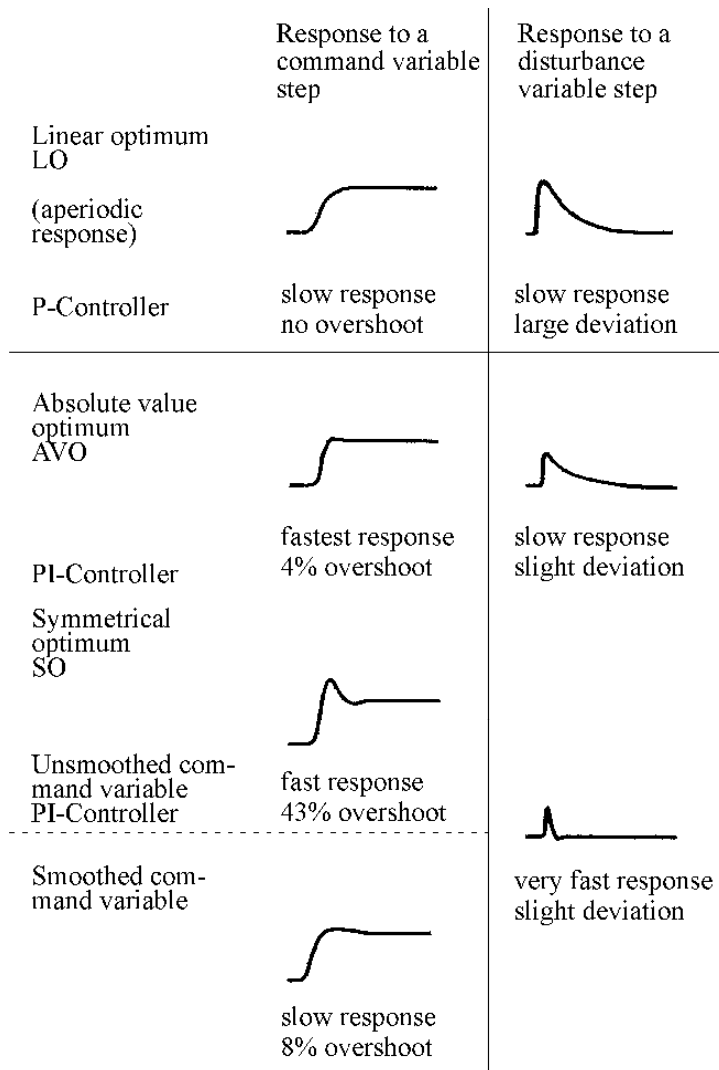 Response to a
command variable
step
Response to a
disturbance
variable step
Linear optimum
LO
(aperiodic
response)
P-Controller
slow response
no overshoot
slow response
large deviation
Absolute value
optimum
AVO
PI-Controller
fastest response
4% overshoot
slow response
slight deviation
Symmetrical
optimum
SO
Unsmoothed com-
mand variable
PI-Controller
fast response
43% overshoot
Smoothed com-
mand variable
slow response
8% overshoot
very fast response
slight deviation